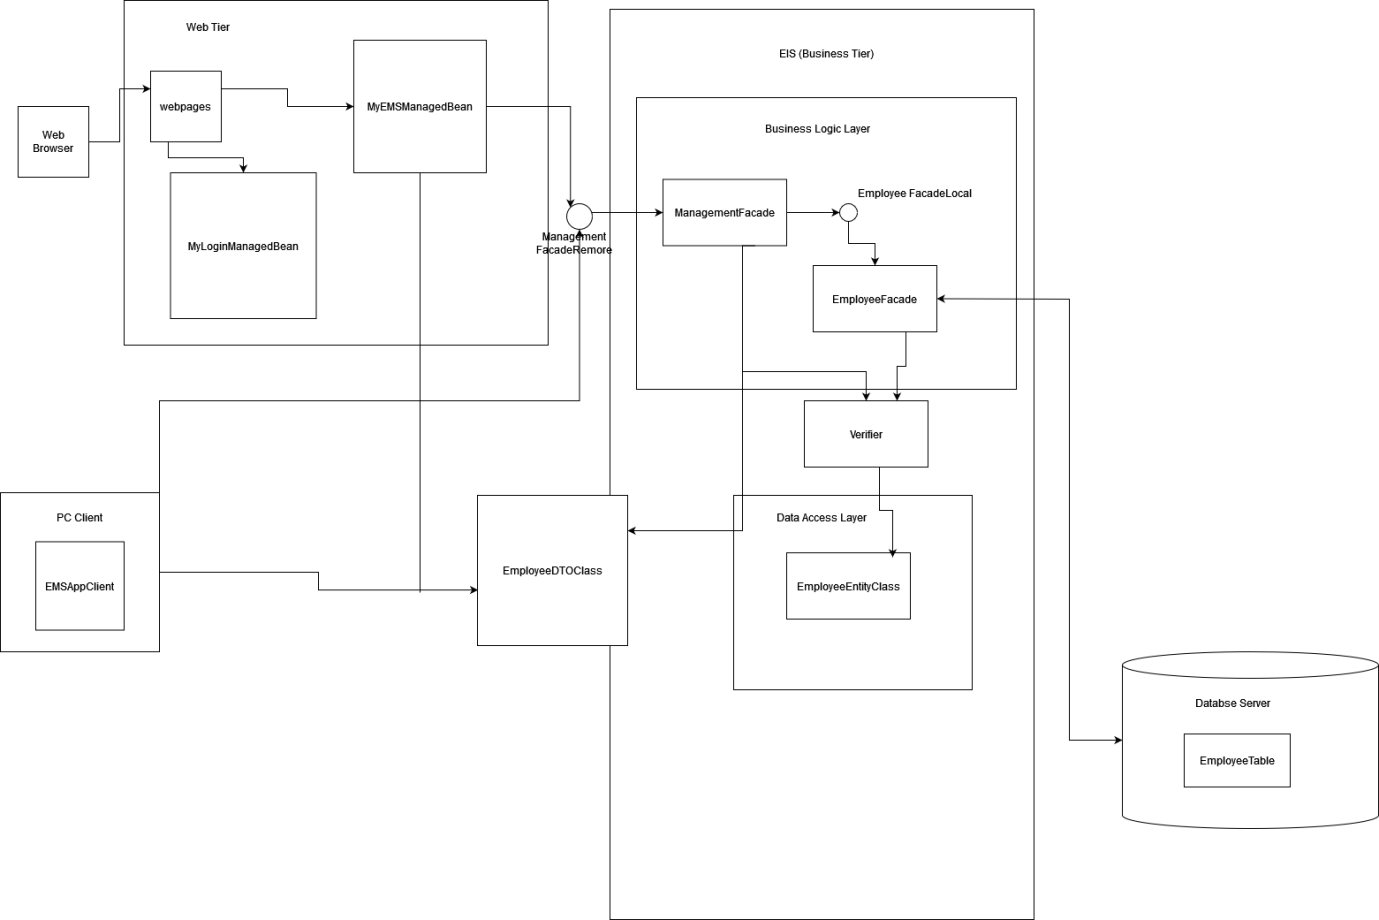 Web Tier
EIS (Business Tier)
webpages
MyEMSManagedBean
Web
Browser
Business Logic Layer
MyLoginManagedBean
Management
FacadeRemore
ManagementFacade
Employee FacadeLocal
EmployeeFacade
Verifier
PC Client
EMSAppClient
EmployeeDTOClass
Data Access Layer
EmployeeEntityClass
Databse Server
EmployeeTable